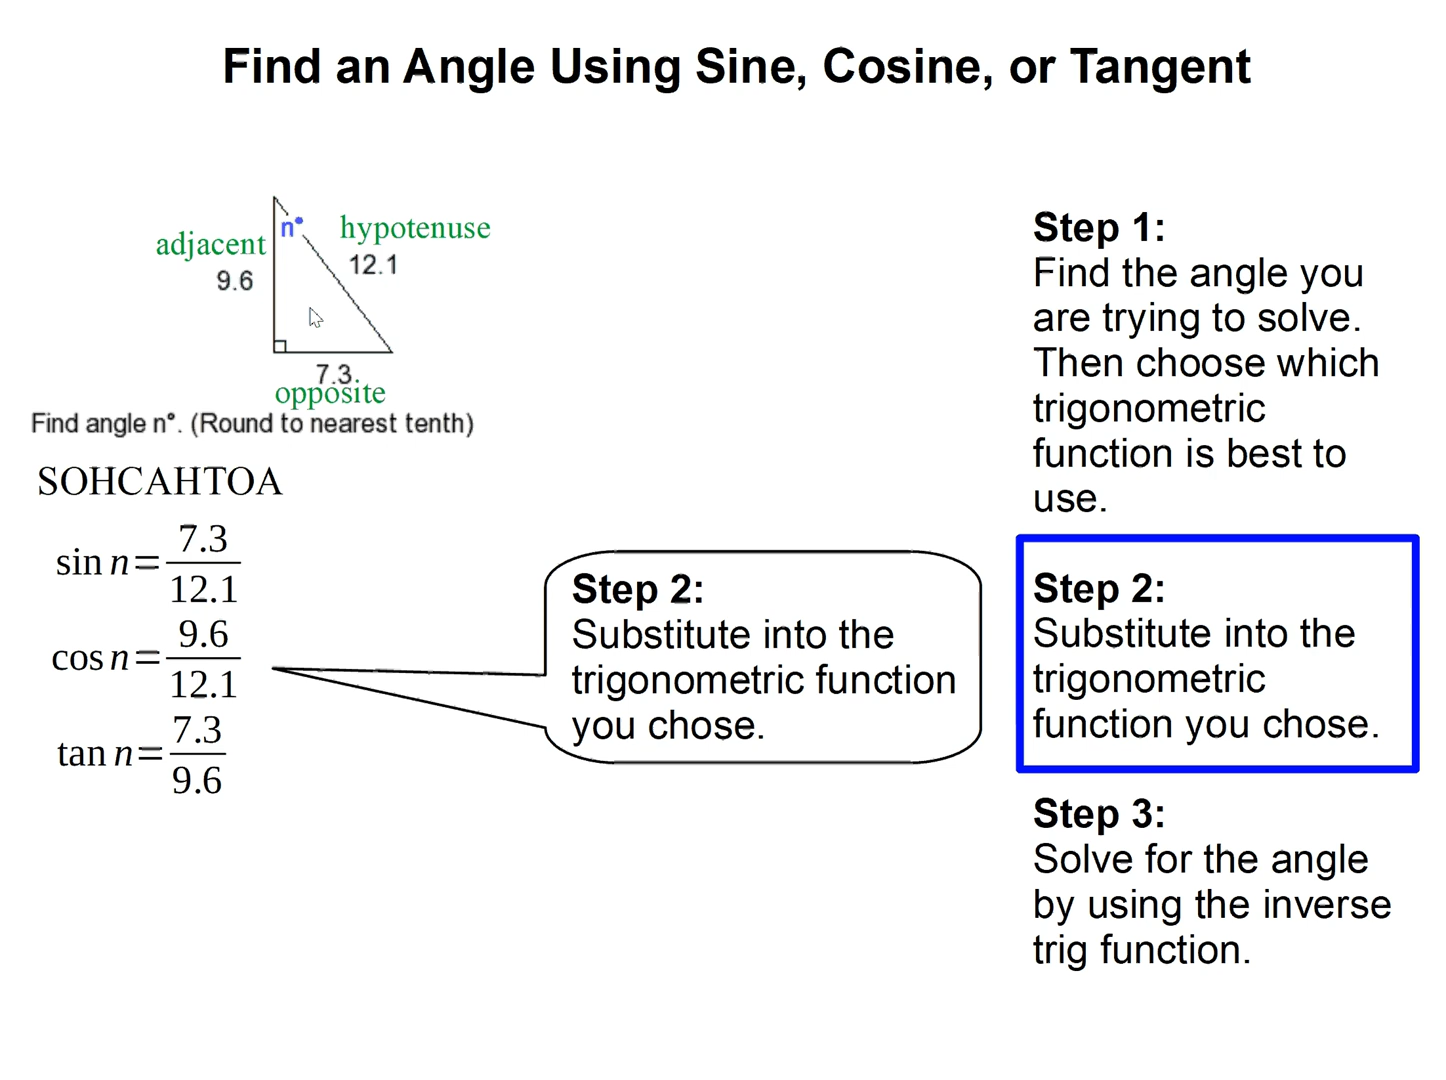 Find an Angle Using Sine, Cosine, or Tangent
n°
adjacent
hypotenuse
9.6
12.1
7.3
opposite
Find angle n°. (Round to nearest tenth)
SOHCAHTOA
sin n = 7.3
12.1
cos n = 9.6
12.1
tan n = 7.3
9.6
Step 2:
Substitute into the
trigonometric function
you chose.
Step 1:
Find the angle you
are trying to solve.
Then choose which
trigonometric
function is best to
use.
Step 2:
Substitute into the
trigonometric
function you chose.
Step 3:
Solve for the angle
by using the inverse
trig function.